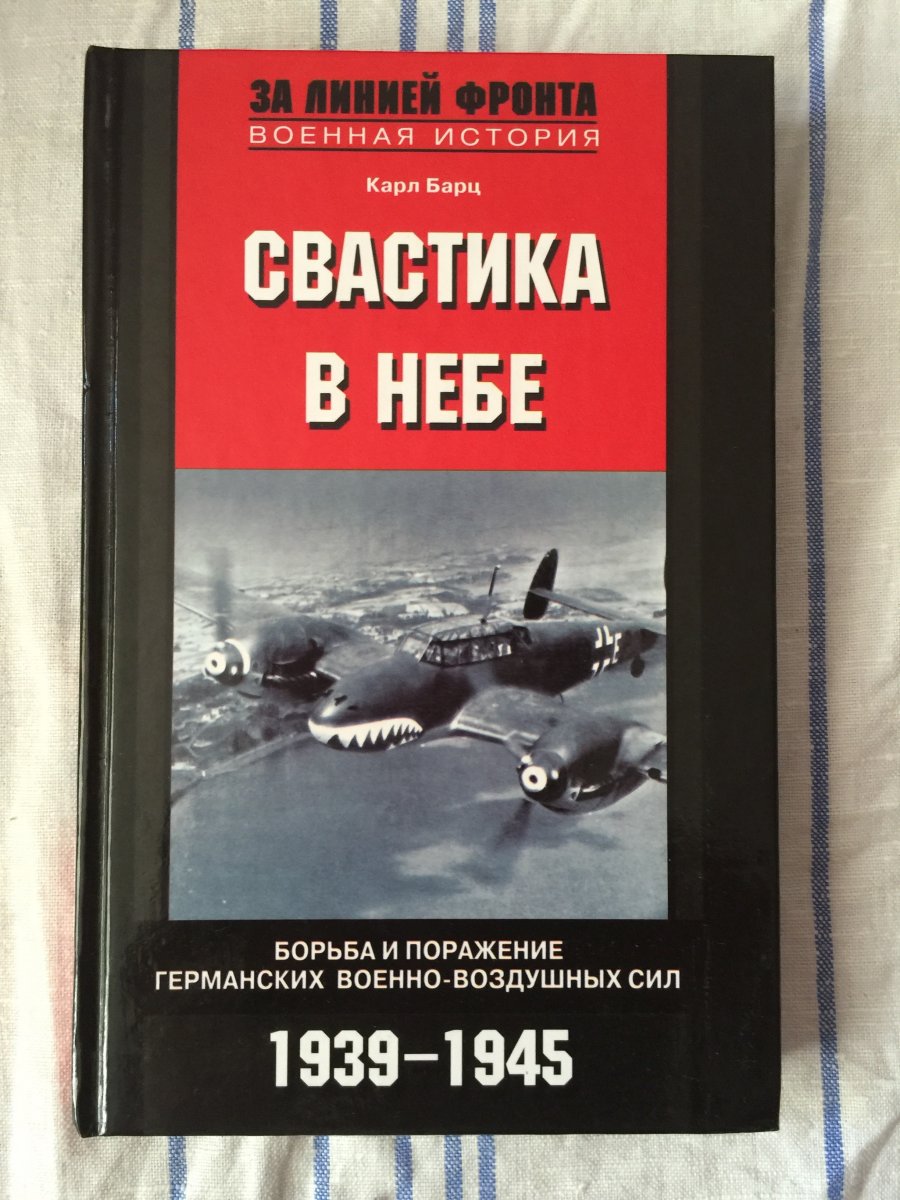 ЗА ЛИНИЕЙ ФРОНТА
ВОЕННАЯ ИСТОРИЯ
Карл Барц
СВАСТИКА
В НЕБЕ
БОРЬБА И ПОРАЖЕНИЕ
ГЕРМАНСКИХ ВОЕННО-ВОЗДУШНЫХ СИЛ
1939–1945